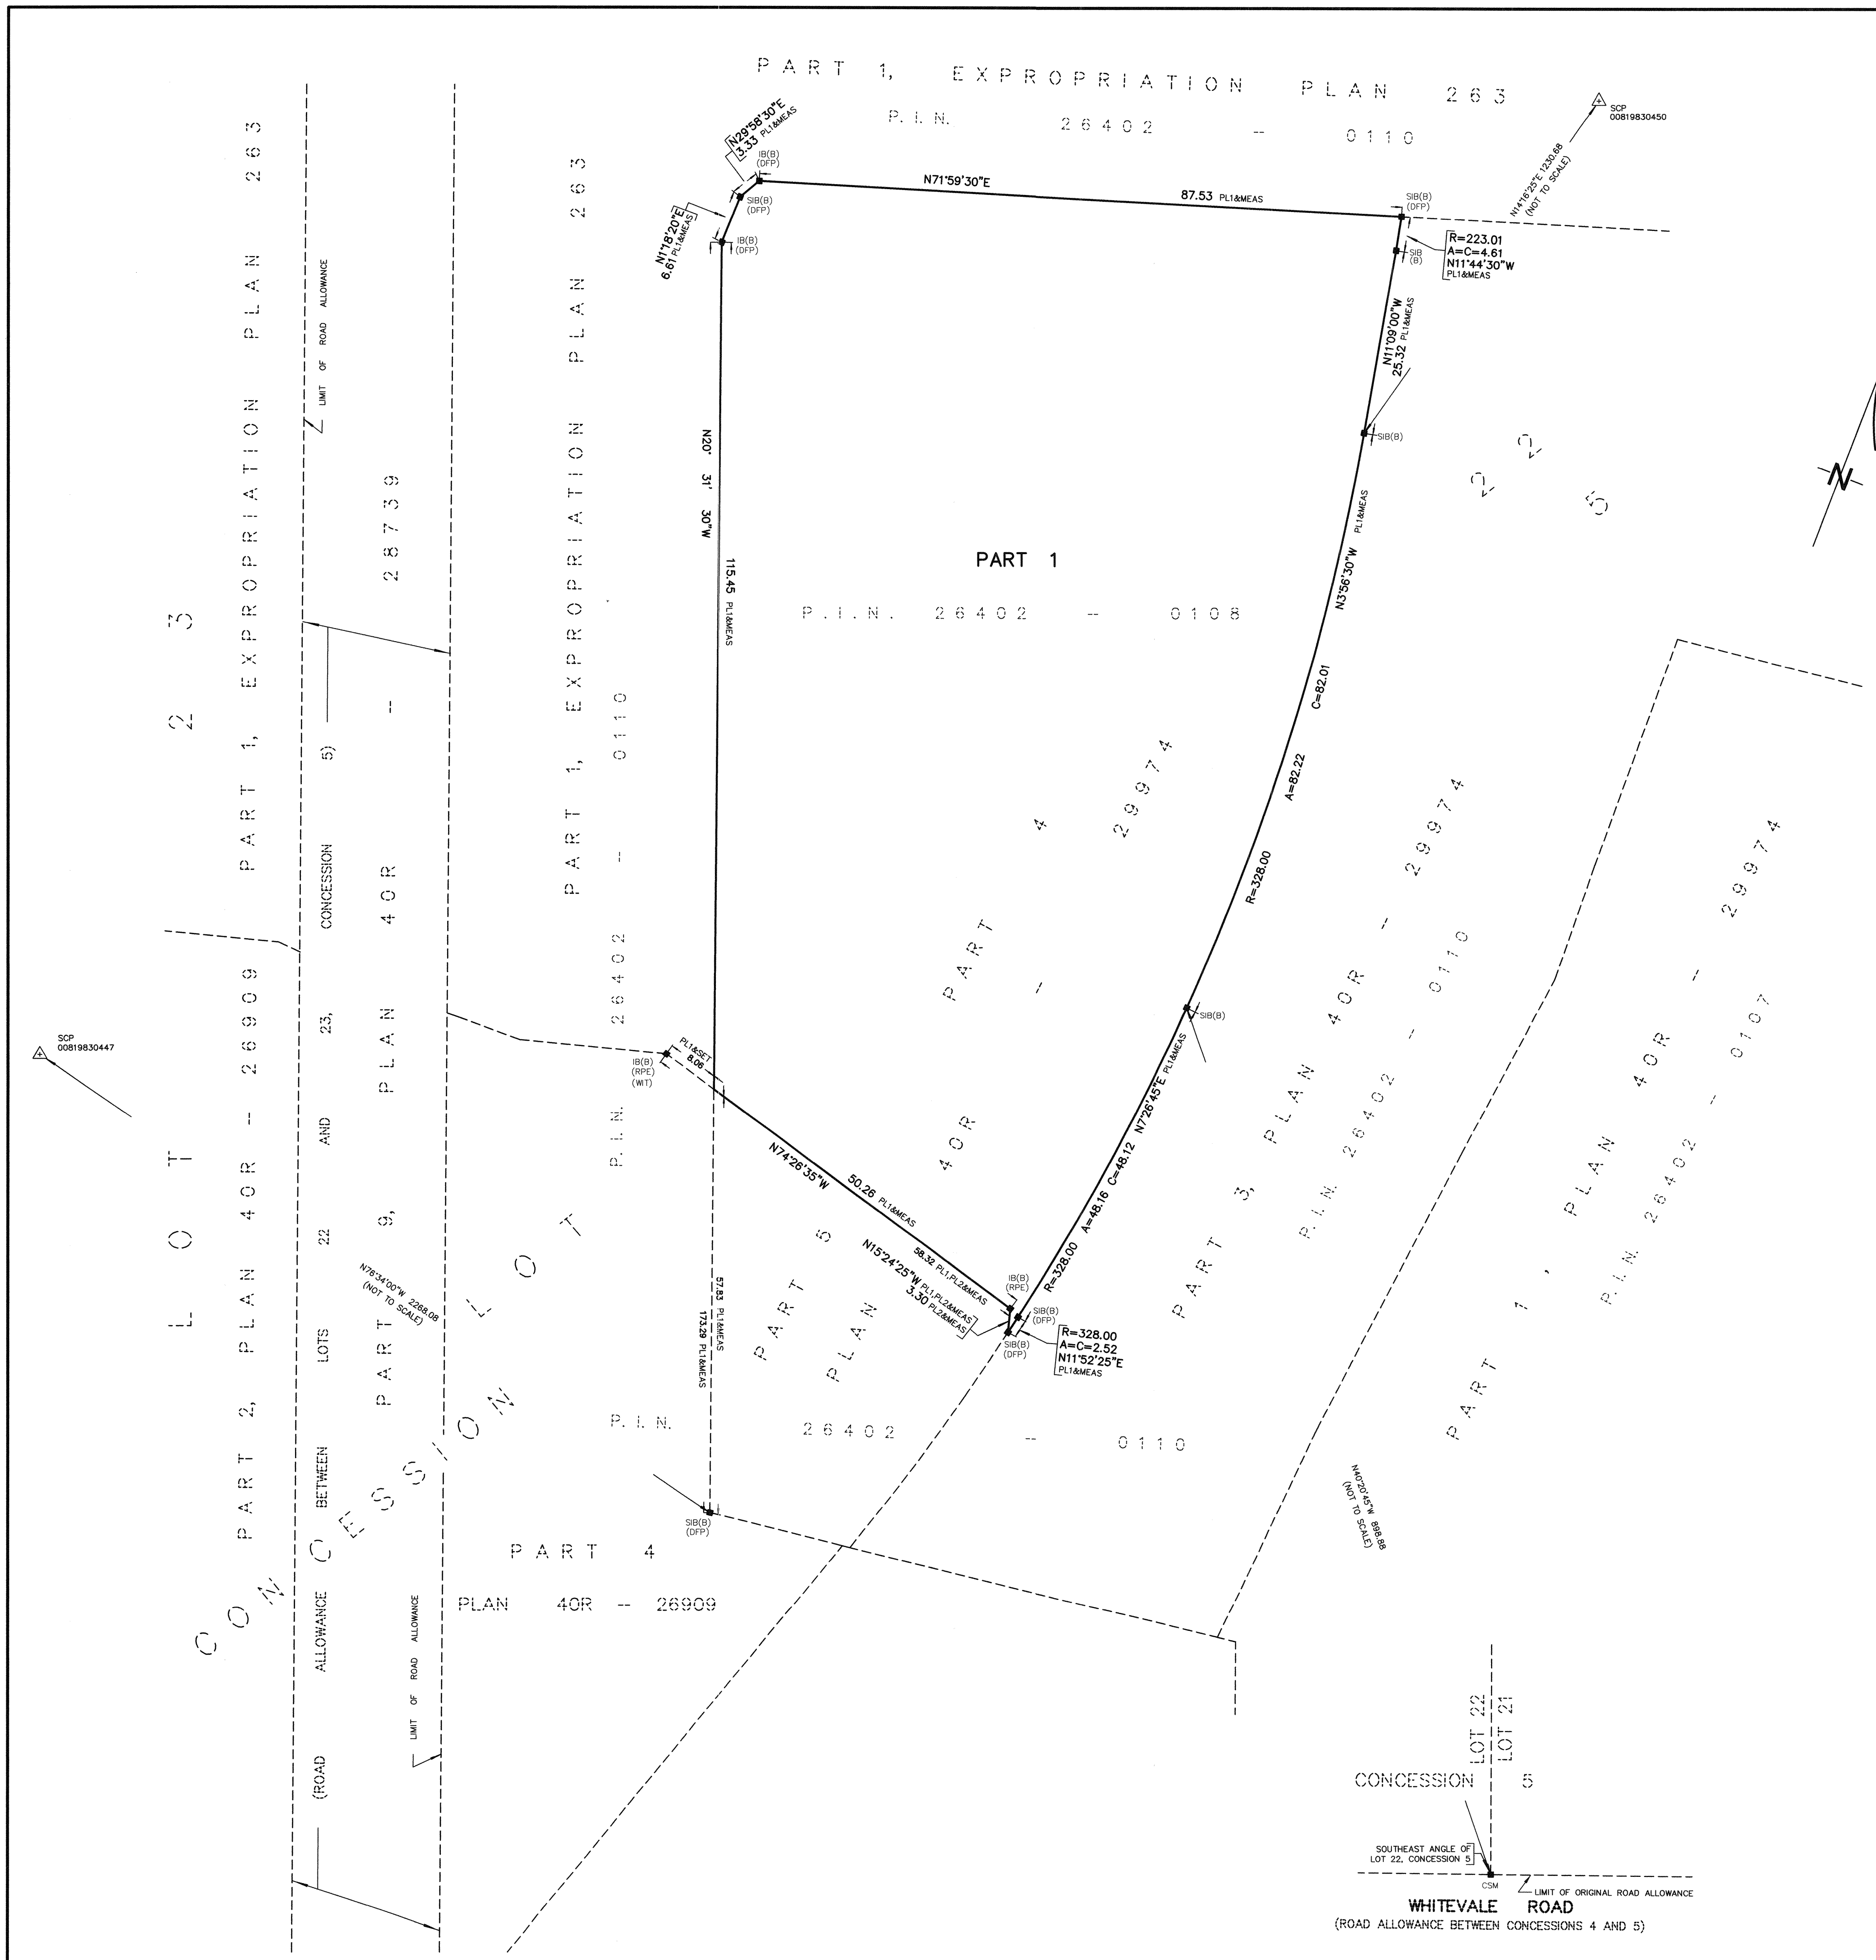 PART 1, EXPROPRIATION PLAN 263
P.I.N. 26402 - 0110
SCP
00819830450
N14°16'25"E 1230.68
(NOT TO SCALE)
N29°58'30"E
3.33 PL1&MEAS
IB(B)
(DFP)
SIB(B)
(DFP)
N1°18'20"E
6.61 PL1&MEAS
IB(B)
(DFP)
N71°59'30"E
87.53 PL1&MEAS
SIB(B)
(DFP)
R=223.01
A=C=4.61
N11°44'30"W
PL1&MEAS
SIB
(B)
N11°09'00"W
25.32 PL1&MEAS
SIB(B)
N
22
5
N20° 31' 30"W
115.45 PL1&MEAS
PART 1
P.I.N. 26402 - 0108
R=328.00 A=82.22 C=82.01 N3°56'30"W PL1&MEAS
SIB(B)
PART 1, EXPROPRIATION PLAN 263
LIMIT OF ROAD ALLOWANCE
PART 9, PLAN 40R -- 28739
PART 1, EXPROPRIATION PLAN 263
P.I.N. 26402 - 0110
LOT 23
PART 2, PLAN 40R - 26909
(ROAD ALLOWANCE BETWEEN LOTS 22 AND 23, CONCESSION 5)
LIMIT OF ROAD ALLOWANCE
SCP
00819830447
N76°34'00"W 2268.08
(NOT TO SCALE)
CONCESSION
LOT
IB(B)
(RPE)
(WIT)
PL1&SET
8.06
N74°26'35"W
50.26 PL1&MEAS
58.32 PL1,PL2&MEAS
N15°24'25"W PL1,PL2&MEAS
3.30 PL2&MEAS
IB(B)
(RPE)
SIB(B)
(DFP)
SIB(B)
(DFP)
R=328.00
A=C=2.52
N11°52'25"E
PL1&MEAS
R=328.00 A=48.16 C=48.12 N7°26'45"E PL1&MEAS
PART 4
40R - 29974
PART 5
PLAN
PART 3, PLAN 40R - 29974
P.I.N. 26402 - 0110
PART 1, PLAN 40R - 29974
P.I.N. 26402 - 0107
57.83 PL1&MEAS
173.29 PL1&MEAS
P.I.N. 26402 - 0110
SIB(B)
(DFP)
PART 4
PLAN 40R -- 26909
N40°20'45"W 898.88
(NOT TO SCALE)
LOT 22
LOT 21
CONCESSION 5
SOUTHEAST ANGLE OF
LOT 22, CONCESSION 5
CSM
LIMIT OF ORIGINAL ROAD ALLOWANCE
WHITEVALE ROAD
(ROAD ALLOWANCE BETWEEN CONCESSIONS 4 AND 5)